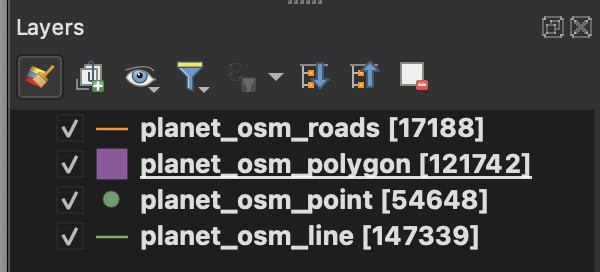 Layers
planet_osm_roads [17188]
planet_osm_polygon [121742]
planet_osm_point [54648]
planet_osm_line [147339]